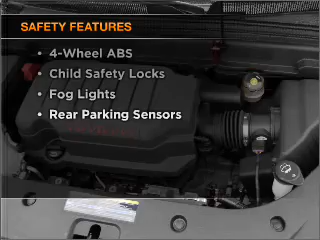 SAFETY FEATURES
• 4-Wheel ABS
• Child Safety Locks
• Fog Lights
• Rear Parking Sensors